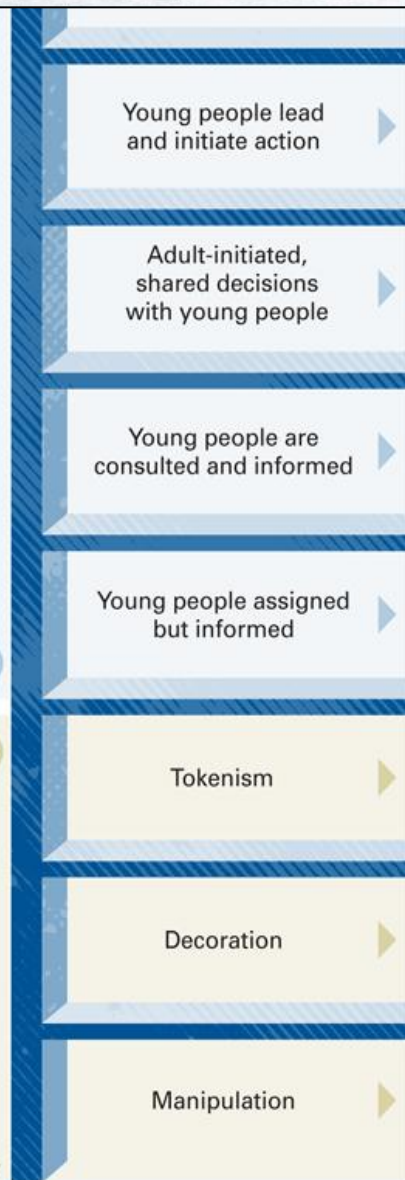 Young people lead
and initiate action
Adult-initiated,
shared decisions
with young people
Young people are
consulted and informed
Young people assigned
but informed
Tokenism
Decoration
Manipulation